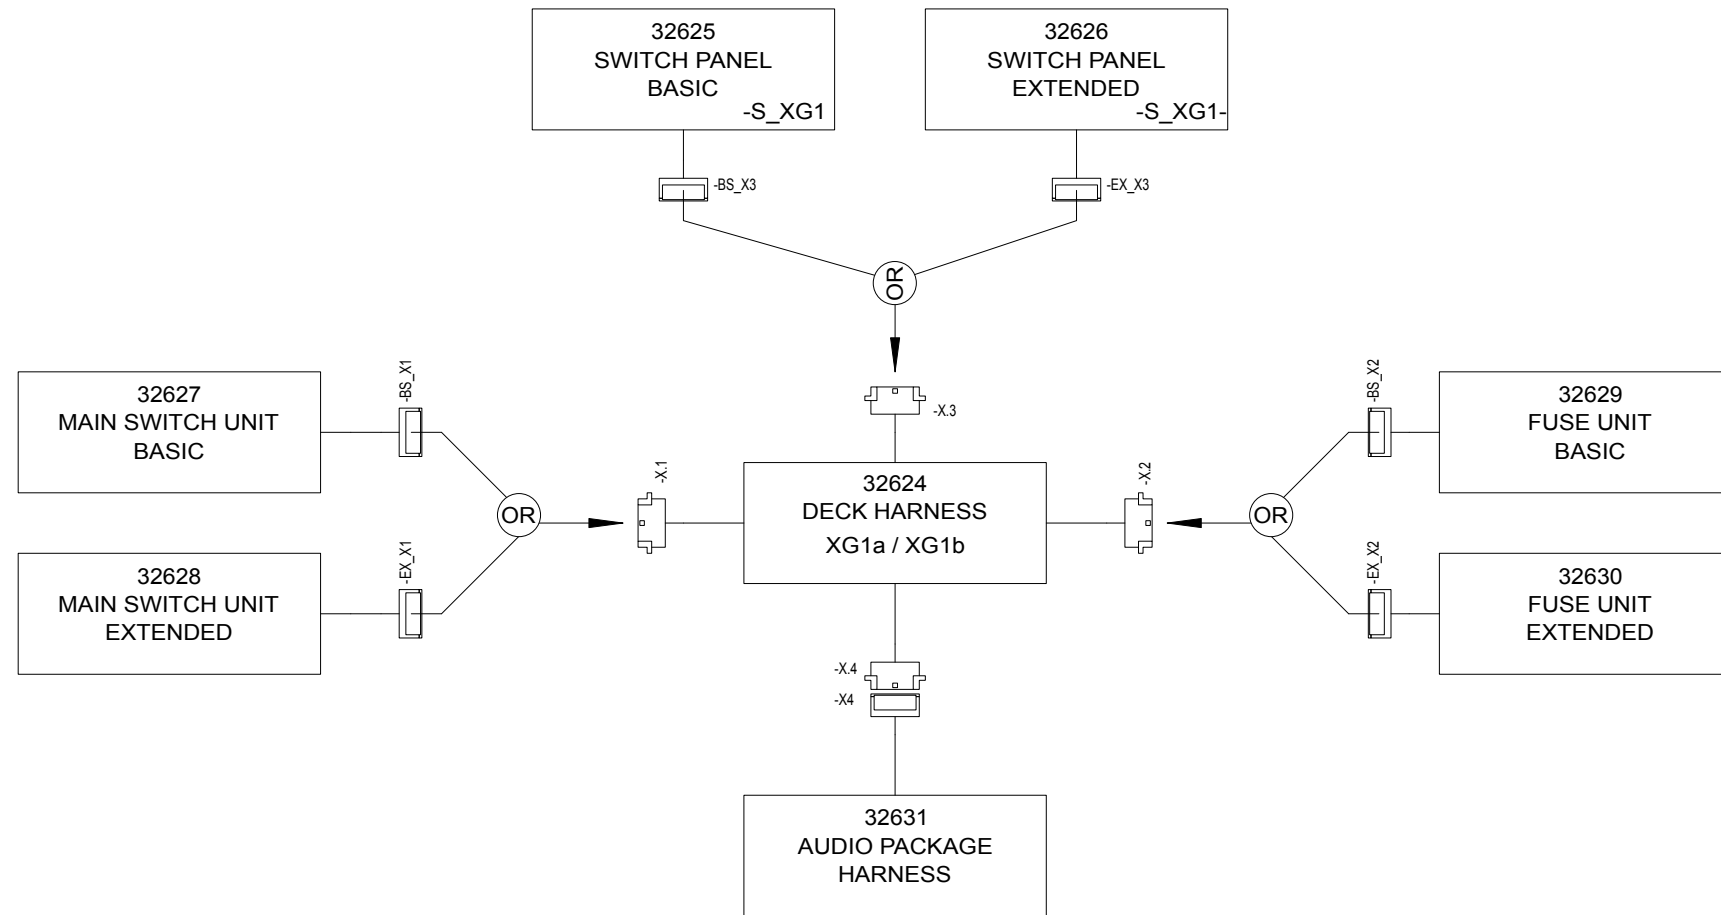 32625
SWITCH PANEL
BASIC
-S_XG1
32626
SWITCH PANEL
EXTENDED
-S_XG1-
-BS_X3
-EX_X3
OR
-X.3
32627
MAIN SWITCH UNIT
BASIC
-BS_X1
32628
MAIN SWITCH UNIT
EXTENDED
-EX_X1
OR
-X.1
32624
DECK HARNESS
XG1a / XG1b
-X.2
OR
-BS_X2
32629
FUSE UNIT
BASIC
-EX_X2
32630
FUSE UNIT
EXTENDED
-X.4
-X4
32631
AUDIO PACKAGE
HARNESS